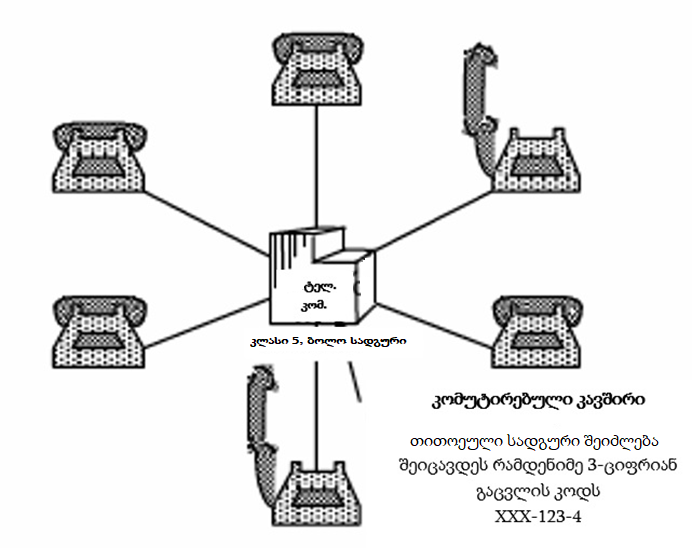 ტელ.
კომ.
კლასი 5, ბოლო სადგური
კომუტირებული კავშირი
თითოეული სადგური შეიძლება
შეიცავდეს რამდენიმე 3-ციფრიან
გაცვლის კოდს
XXX-123-4